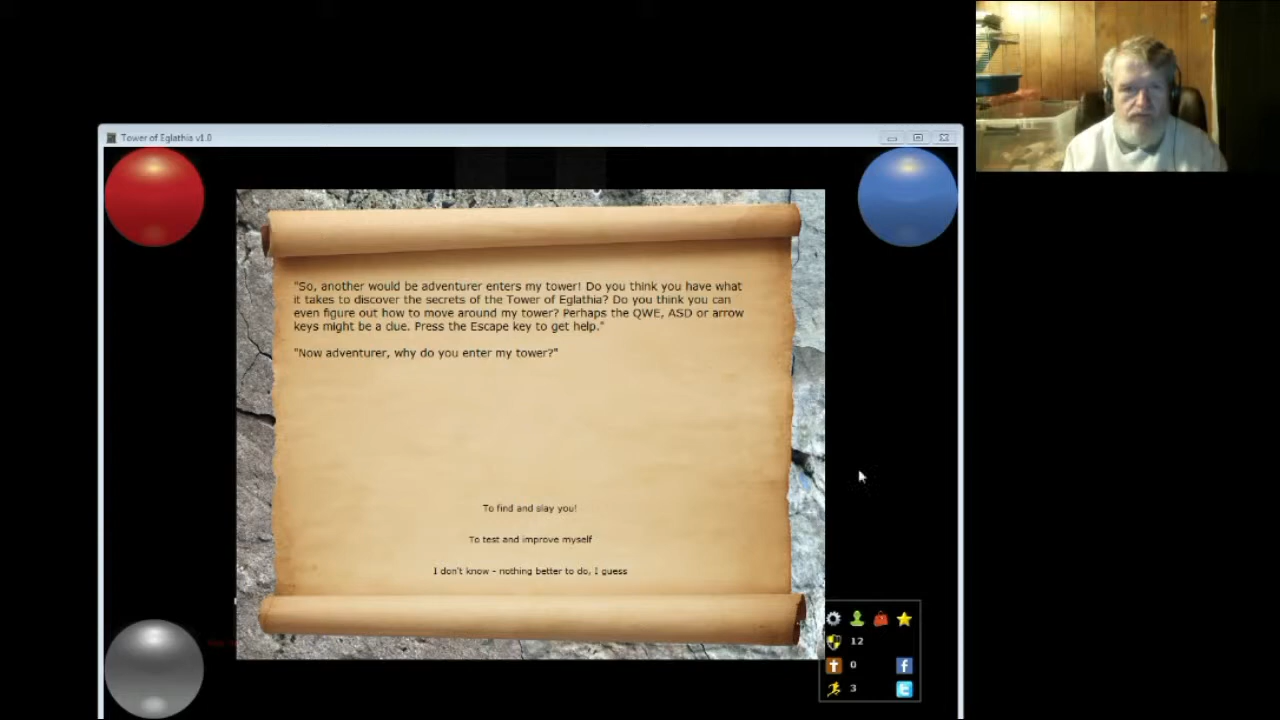 Tower of Eglathia v1.0
"So, another would be adventurer enters my tower! Do you think you have what
it takes to discover the secrets of the Tower of Eglathia? Do you think you can
even figure out how to move around my tower? Perhaps the QWE, ASD or arrow
keys might be a clue. Press the Escape key to get help."
"Now adventurer, why do you enter my tower?"
To find and slay you!
To test and improve myself
I don't know - nothing better to do, I guess
12
0
3